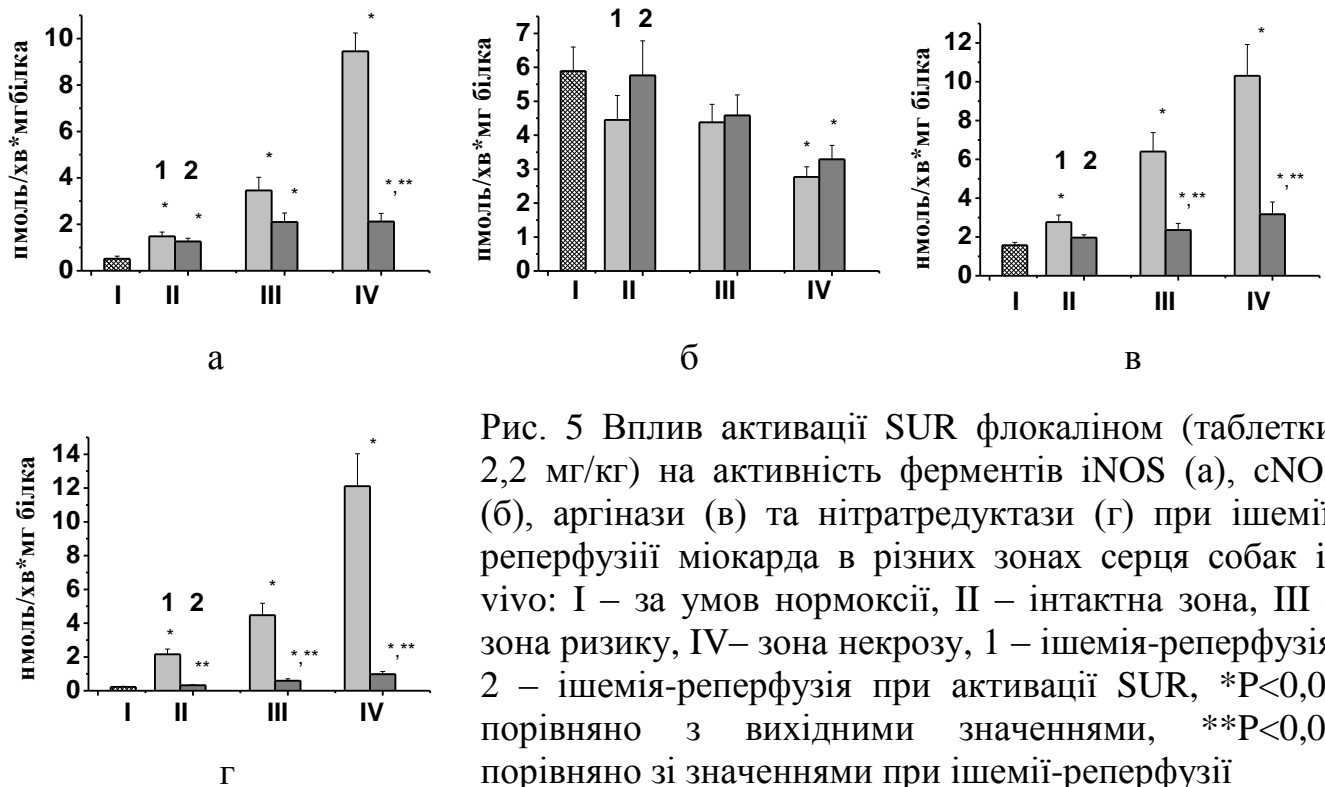 пмоль/хв*мгбілка
10
8
6
4
2
0
1 2
* * * * * *,**
I II III IV
а
пмоль/хв*мг білка
7
6
5
4
3
2
1
0
1 2
* *
I II III IV
б
нмоль/хв*мг білка
12
10
8
6
4
2
0
1 2
* * *,** * *,**
I II III IV
в
нмоль/хв*мг білка
14
12
10
8
6
4
2
0
1 2
* ** * *,** * *,**
I II III IV
г
Рис. 5 Вплив активації SUR флокаліном (таблетки
2,2 мг/кг) на активність ферментів iNOS (а), cNO
(б), аргінази (в) та нітратредуктази (г) при ішемії
реперфузіїі міокарда в різних зонах серця собак i
vivo: I – за умов нормоксії, II – інтактна зона, III
зона ризику, IV– зона некрозу, 1 – ішемія-реперфузія
2 – ішемія-реперфузія при активації SUR, *P<0,0
порівняно з вихідними значеннями, **P<0,0
порівняно зі значеннями при ішемії-реперфузії